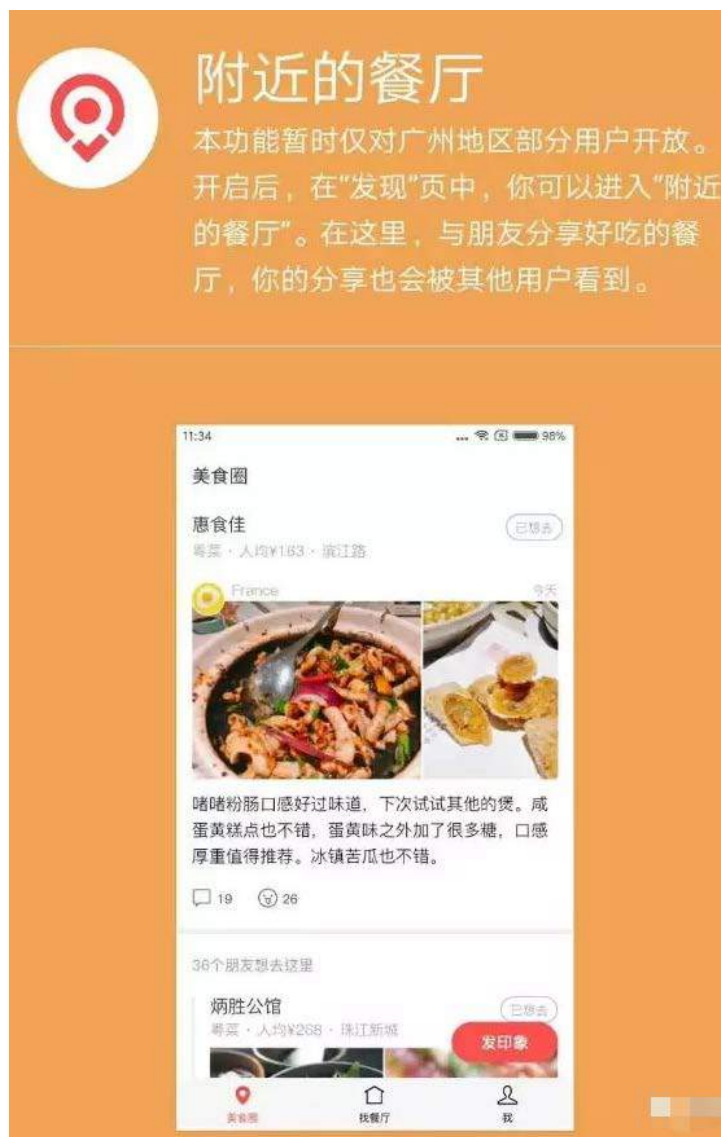 附近的餐厅
本功能暂时仅对广州地区部分用户开放。
开启后，在“发现”页中，你可以进入“附近
的餐厅”。在这里，与朋友分享好吃的餐
厅，你的分享也会被其他用户看到。
11:34 98%
美食圈
惠食佳 已想去
粤菜·人均¥163·滨江路
France 今天
啫啫粉肠口感好过味道，下次试试其他的煲。咸
蛋黄糕点也不错，蛋黄味之外加了很多糖，口感
厚重值得推荐。冰镇苦瓜也不错。
19 26
36个朋友想去这里
炳胜公馆 已想去
粤菜·人均¥268·珠江新城
发印象
美食圈 找餐厅 我